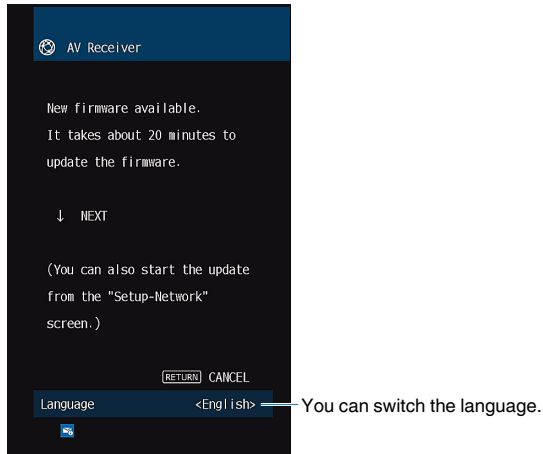 AV Receiver
New firmware available.
It takes about 20 minutes to
update the firmware.
↓ NEXT
(You can also start the update
from the "Setup-Network"
screen.)
RETURN CANCEL
Language <English>
You can switch the language.